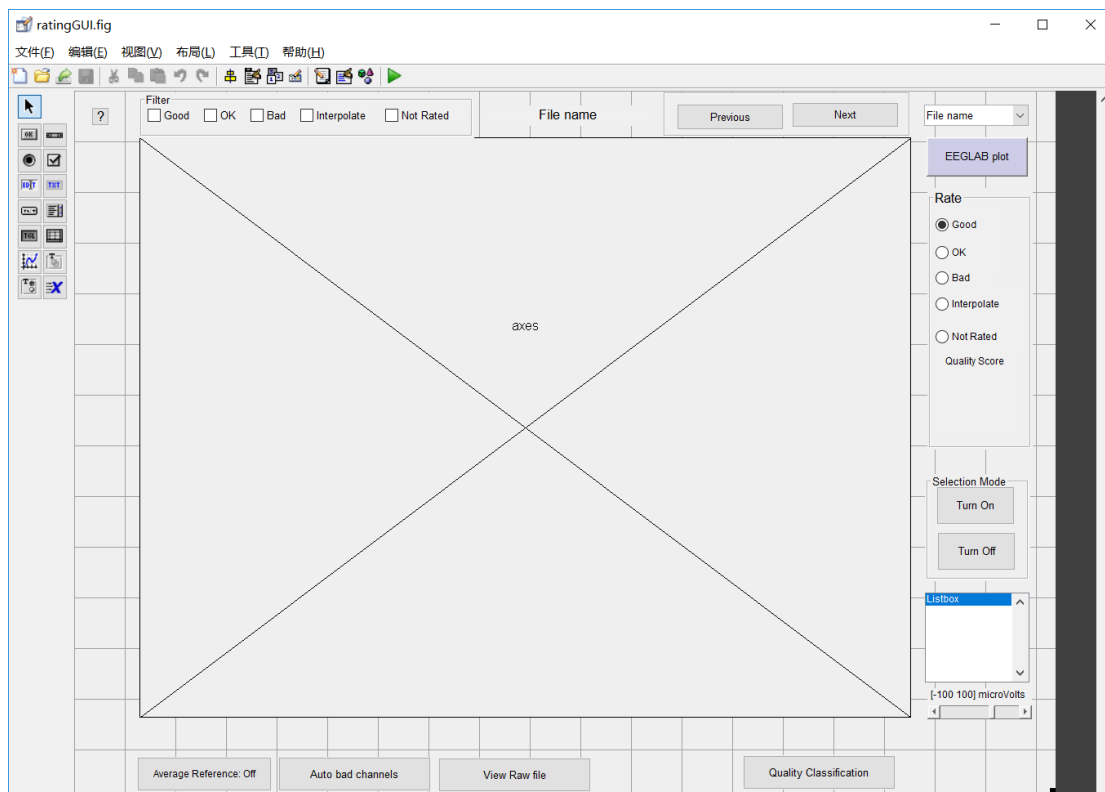 ratingGUI.fig
文件(F) 编辑(E) 视图(V) 布局(L) 工具(T) 帮助(H)
OK
EDIT TXT
TGL
?
Filter
Good OK Bad Interpolate Not Rated
File name
Previous Next
File name
EEGLAB plot
axes
Rate
Good
OK
Bad
Interpolate
Not Rated
Quality Score
Selection Mode
Turn On
Turn Off
Listbox
[-100 100] microVolts
Average Reference: Off Auto bad channels View Raw file Quality Classification